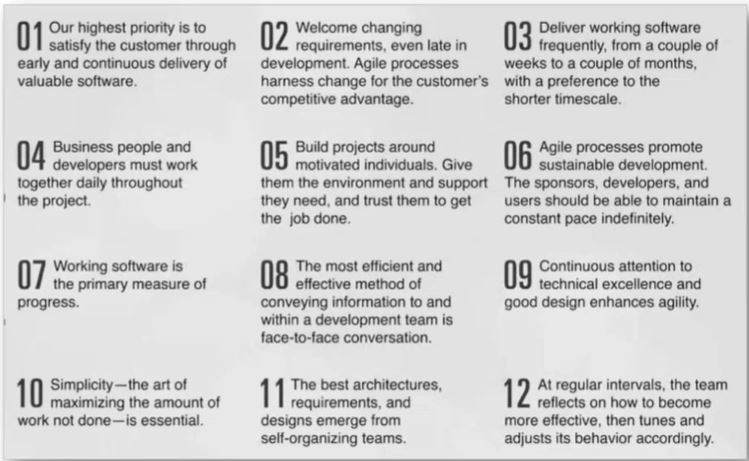 01 Our highest priority is to
satisfy the customer through
early and continuous delivery of
valuable software.
02 Welcome changing
requirements, even late in
development. Agile processes
harness change for the customer's
competitive advantage.
03 Deliver working software
frequently, from a couple of
weeks to a couple of months,
with a preference to the
shorter timescale.
04 Business people and
developers must work
together daily throughout
the project.
05 Build projects around
motivated individuals. Give
them the environment and support
they need, and trust them to get
the job done.
06 Agile processes promote
sustainable development.
The sponsors, developers, and
users should be able to maintain a
constant pace indefinitely.
07 Working software is
the primary measure of
progress.
08 The most efficient and
effective method of
conveying information to and
within a development team is
face-to-face conversation.
09 Continuous attention to
technical excellence and
good design enhances agility.
10 Simplicity—the art of
maximizing the amount of
work not done—is essential.
11 The best architectures,
requirements, and
designs emerge from
self-organizing teams.
12 At regular intervals, the team
reflects on how to become
more effective, then tunes and
adjusts its behavior accordingly.